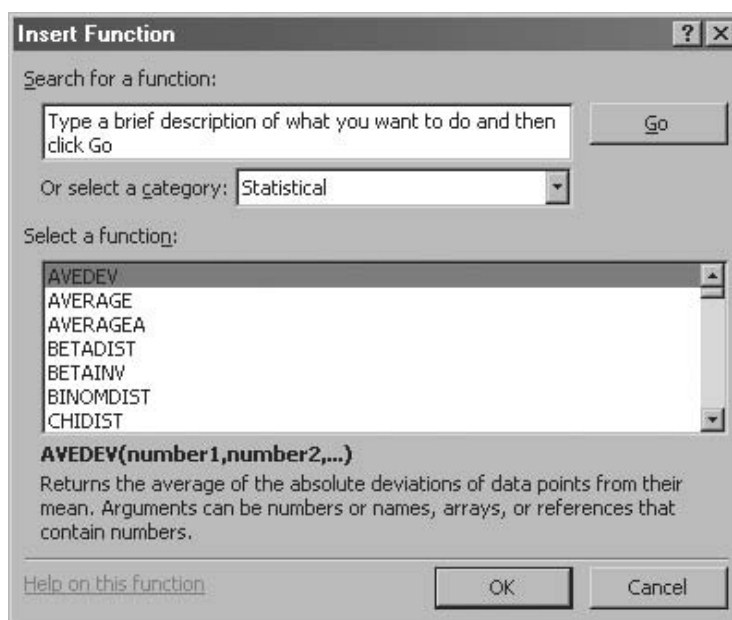 Insert Function
? ×
Search for a function:
Type a brief description of what you want to do and then
click Go
Go
Or select a category: Statistical
Select a function:
AVEDEV
AVERAGE
AVERAGEA
BETADIST
BETAINV
BINOMDIST
CHIDIST
AVEDEV(number1,number2,...)
Returns the average of the absolute deviations of data points from their
mean. Arguments can be numbers or names, arrays, or references that
contain numbers.
Help on this function
OK
Cancel